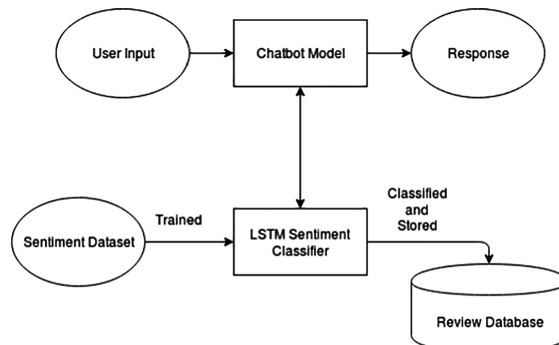 User Input
Chatbot Model
Response
Trained
Classified
and
Stored
Sentiment Dataset
LSTM Sentiment
Classifier
Review Database